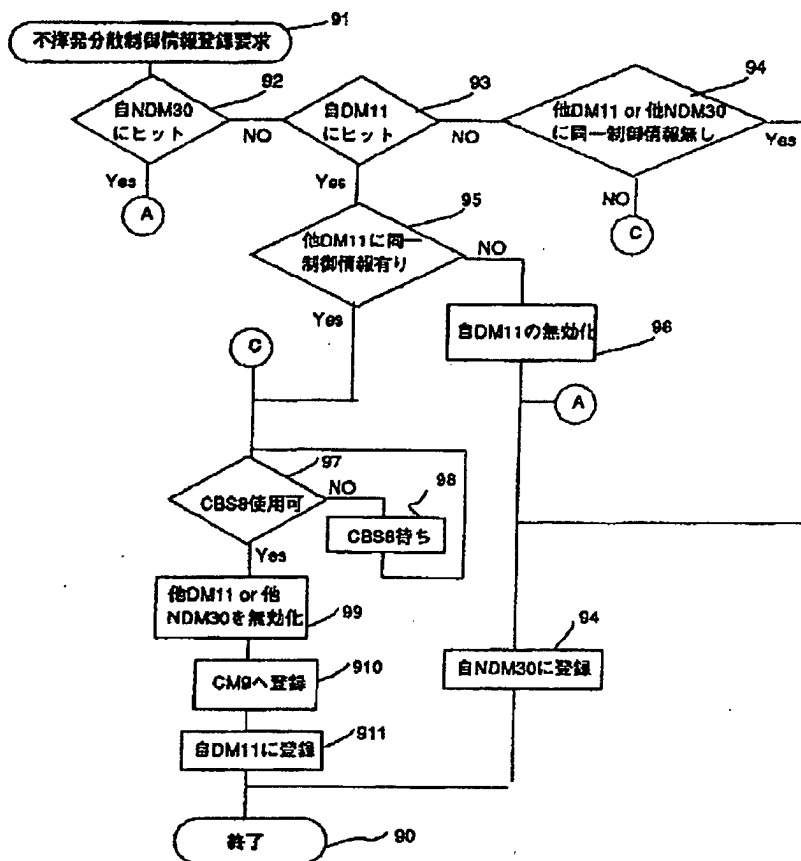 91
不揮発分散制御情報登録要求
92
自NDM30
にヒット
NO
Yes
A
93
自DM11
にヒット
NO
Yes
94
他DM11 or 他NDM30
に同一制御情報無し
Yes
NO
C
95
他DM11に同一
制御情報有り
NO
Yes
自DM11の無効化
96
C
A
97
CBS8使用可
NO
98
CBS8待ち
Yes
他DM11 or 他
NDM30を無効化
99
94
自NDM30に登録
CM9へ登録
910
自DM11に登録
911
終了
90